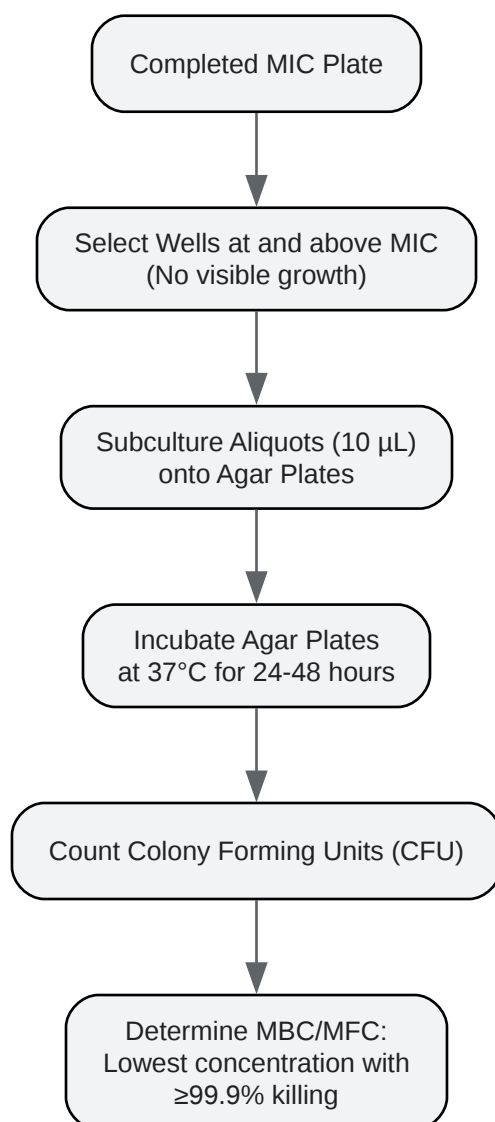 Completed MIC Plate
Select Wells at and above MIC
(No visible growth)
Subculture Aliquots (10 µL)
onto Agar Plates
Incubate Agar Plates
at 37°C for 24-48 hours
Count Colony Forming Units (CFU)
Determine MBC/MFC:
Lowest concentration with
≥99.9% killing